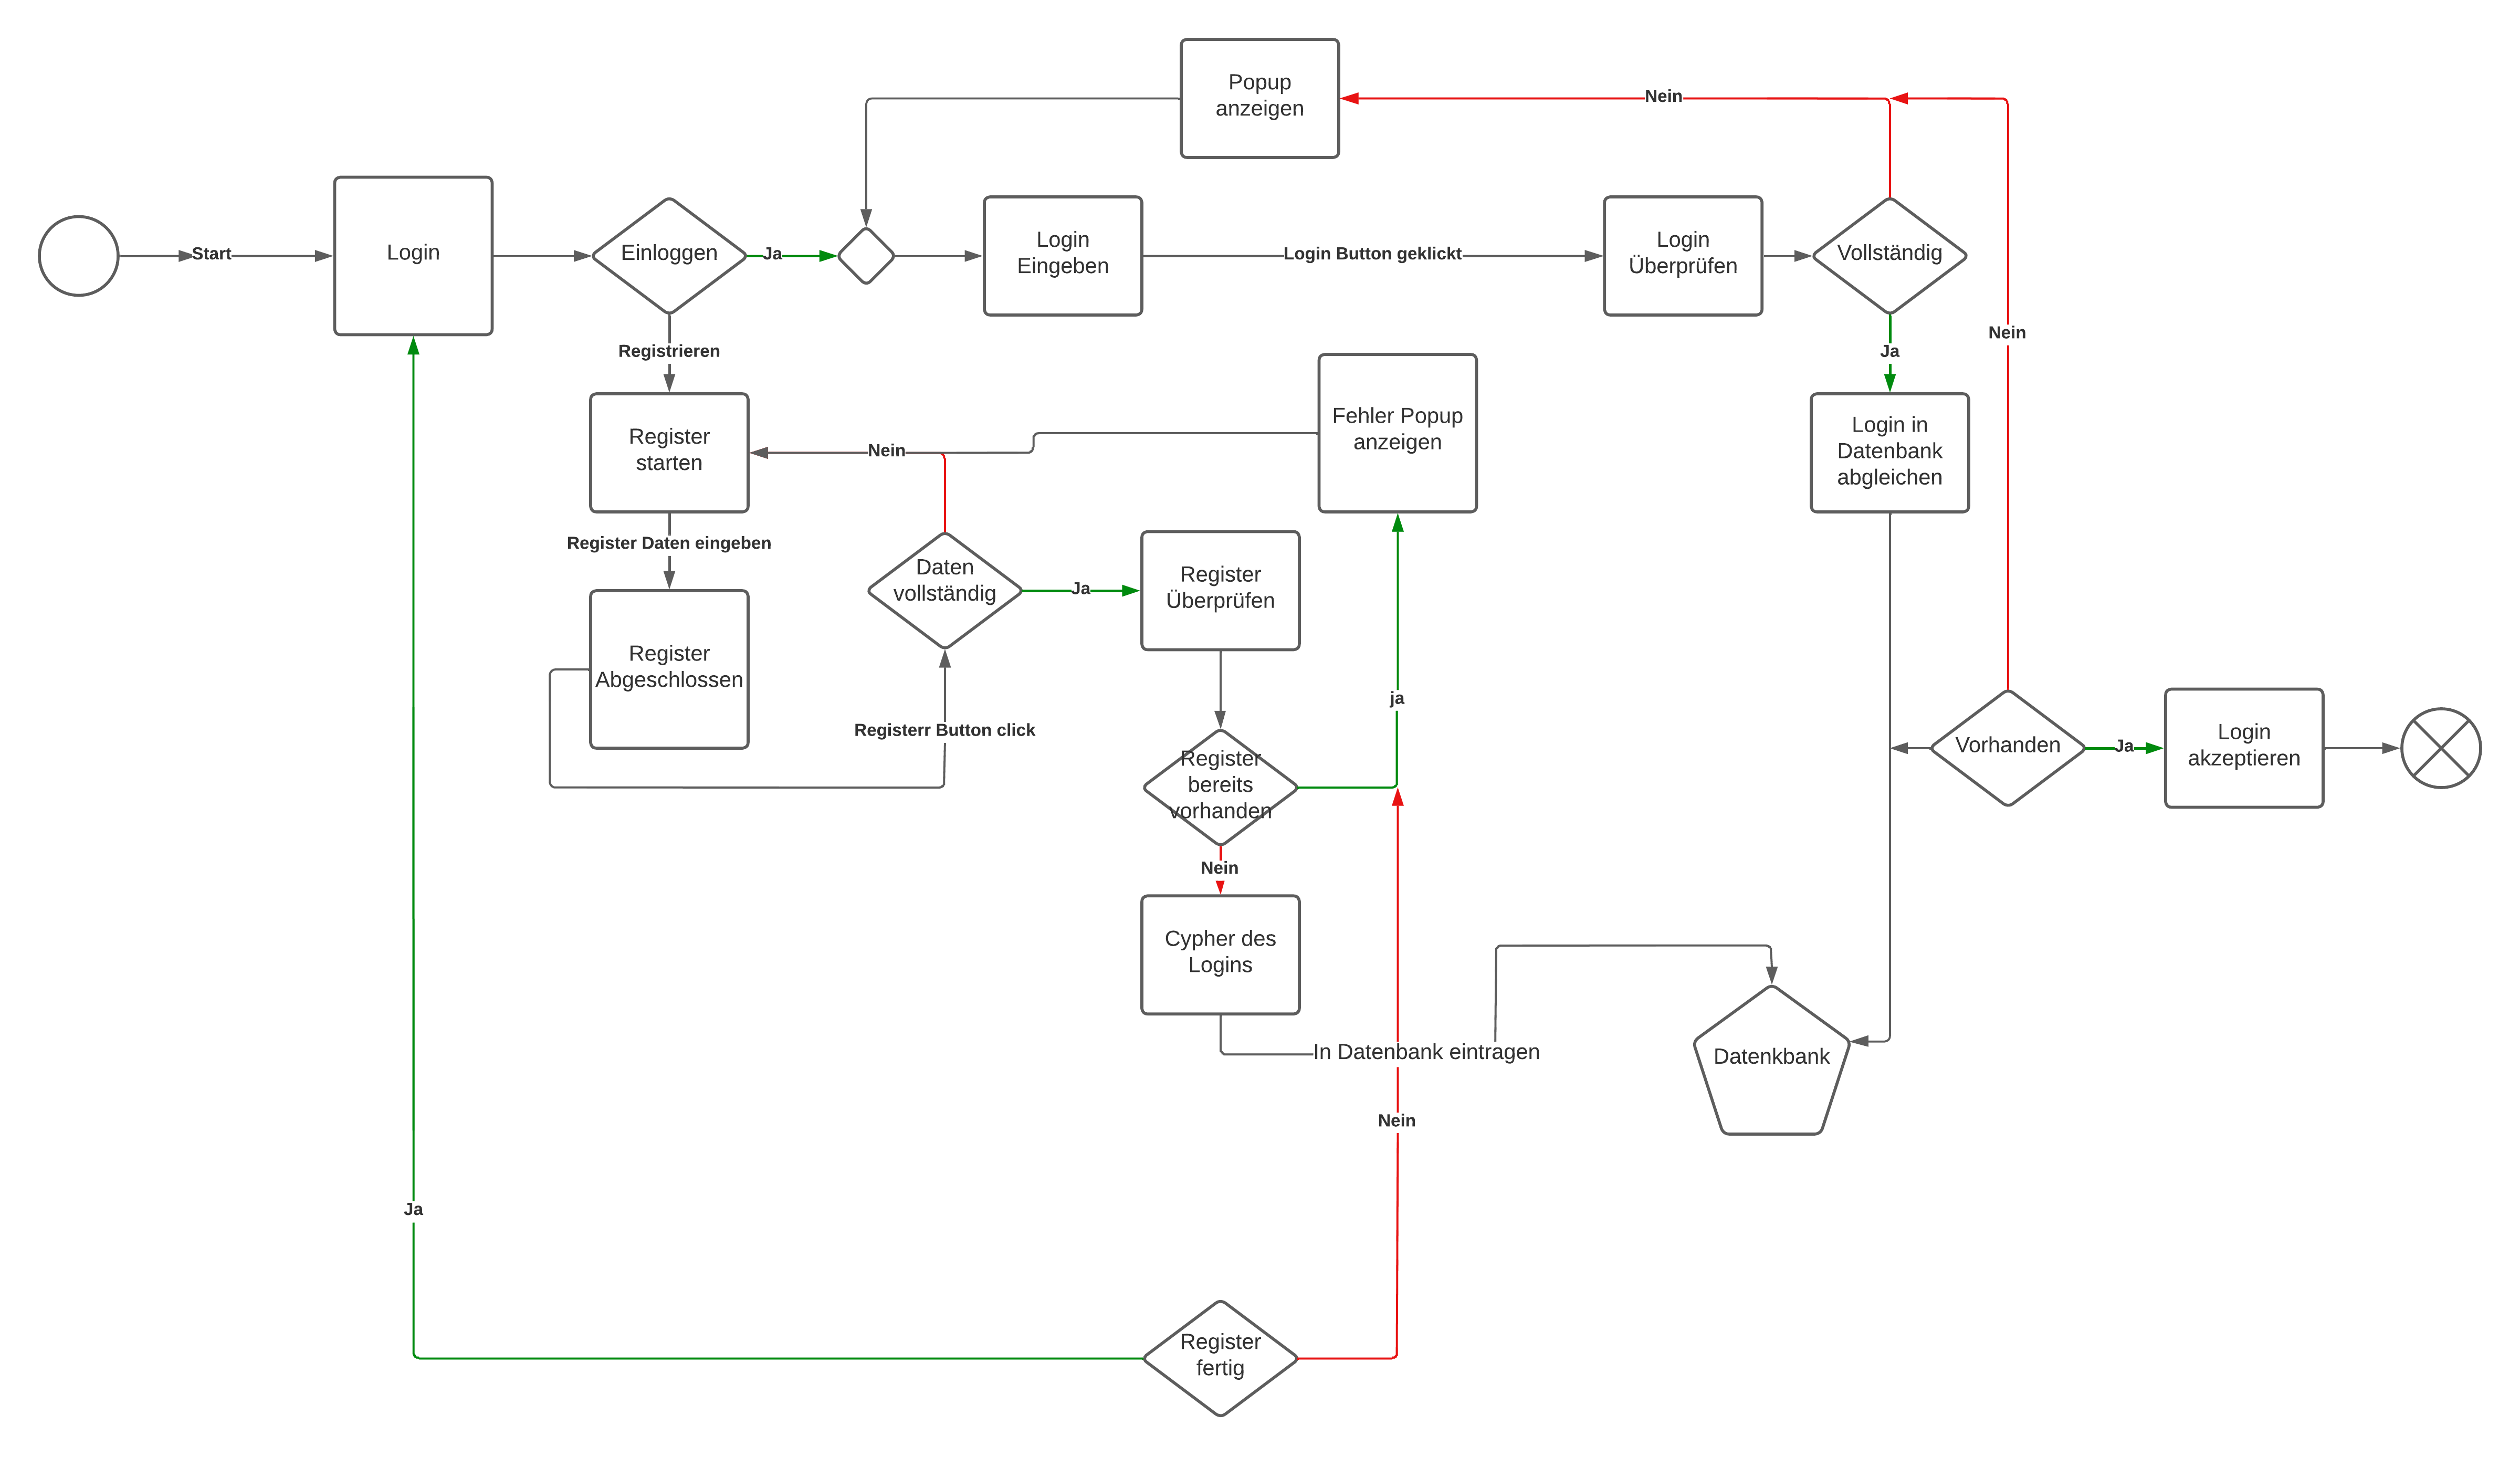 Popup
anzeigen
Nein
Start
Login
Einloggen
Ja
Login
Eingeben
Login Button geklickt
Login
Überprüfen
Vollständig
Nein
Registrieren
Ja
Register
starten
Nein
Fehler Popup
anzeigen
Login in
Datenbank
abgleichen
Register Daten eingeben
Daten
vollständig
Ja
Register
Überprüfen
Register
Abgeschlossen
Registerr Button click
ja
Register
bereits
vorhanden
Vorhanden
Ja
Login
akzeptieren
Nein
Cypher des
Logins
In Datenbank eintragen
Datenkbank
Nein
Ja
Register
fertig